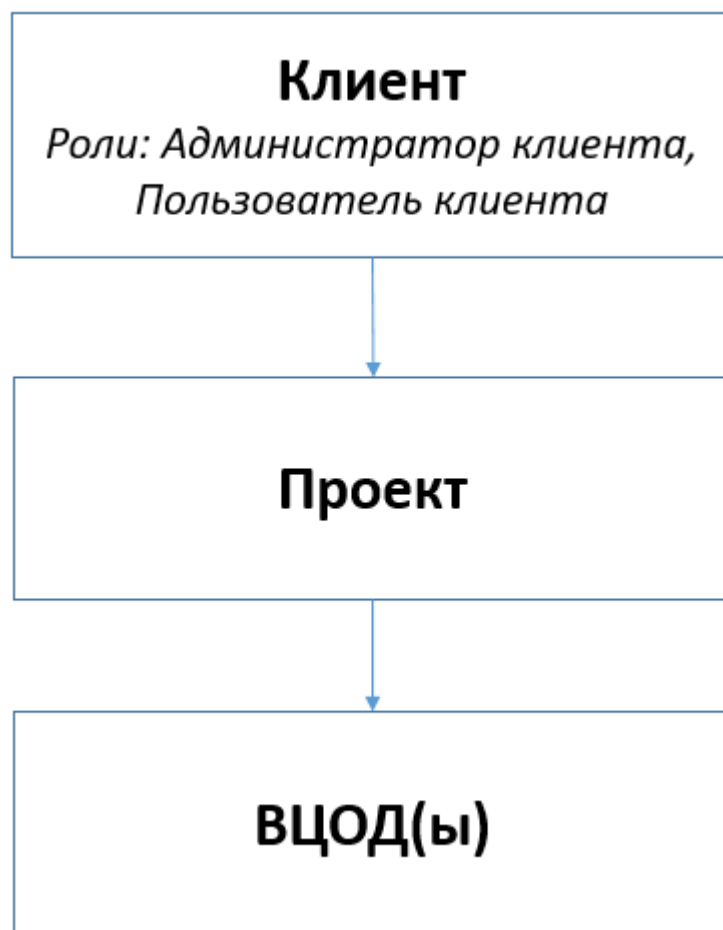 Клиент
Роли: Администратор клиента,
Пользователь клиента
Проект
ВЦОД(ы)